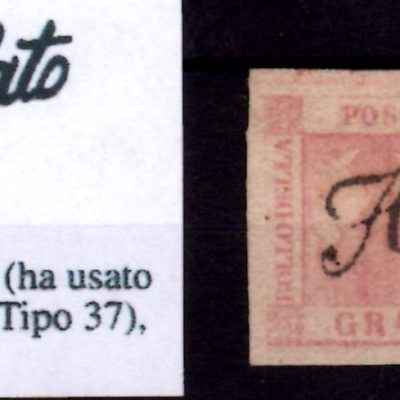 ato
(ha usato
Tipo 37),
POS
BOLLO DELLA
A
GRA